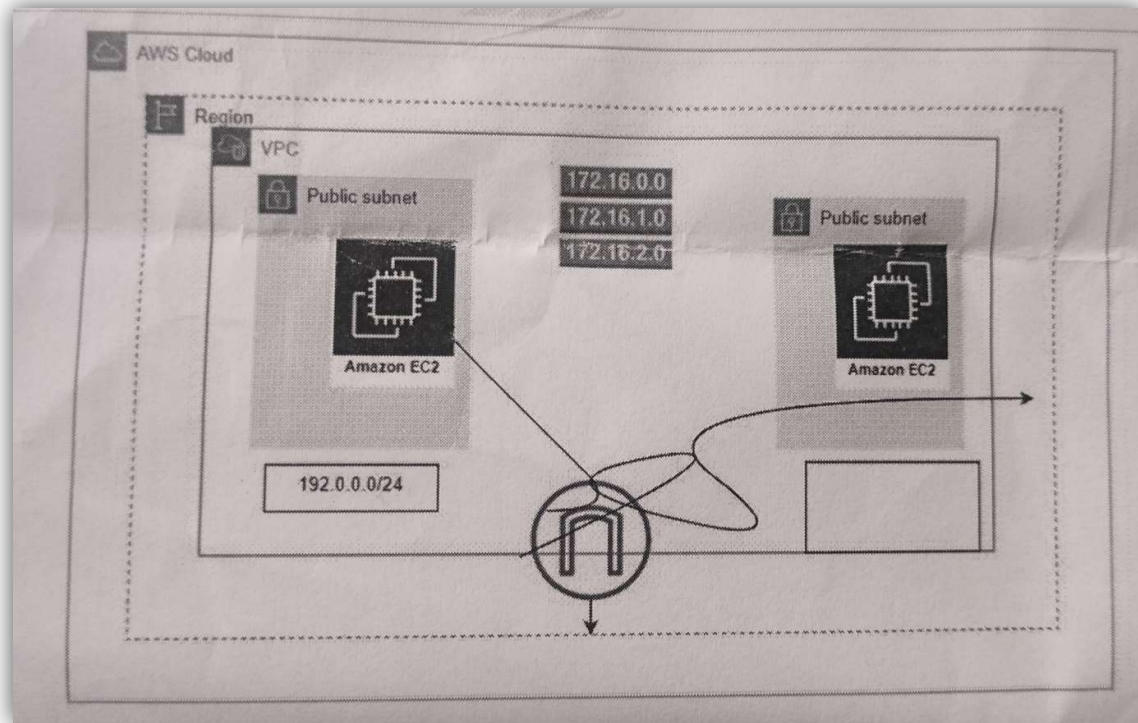 AWS Cloud
Region
VPC
Public subnet
172.16.0.0
172.16.1.0
172.16.2.0
Public subnet
Amazon EC2
Amazon EC2
192.0.0.0/24